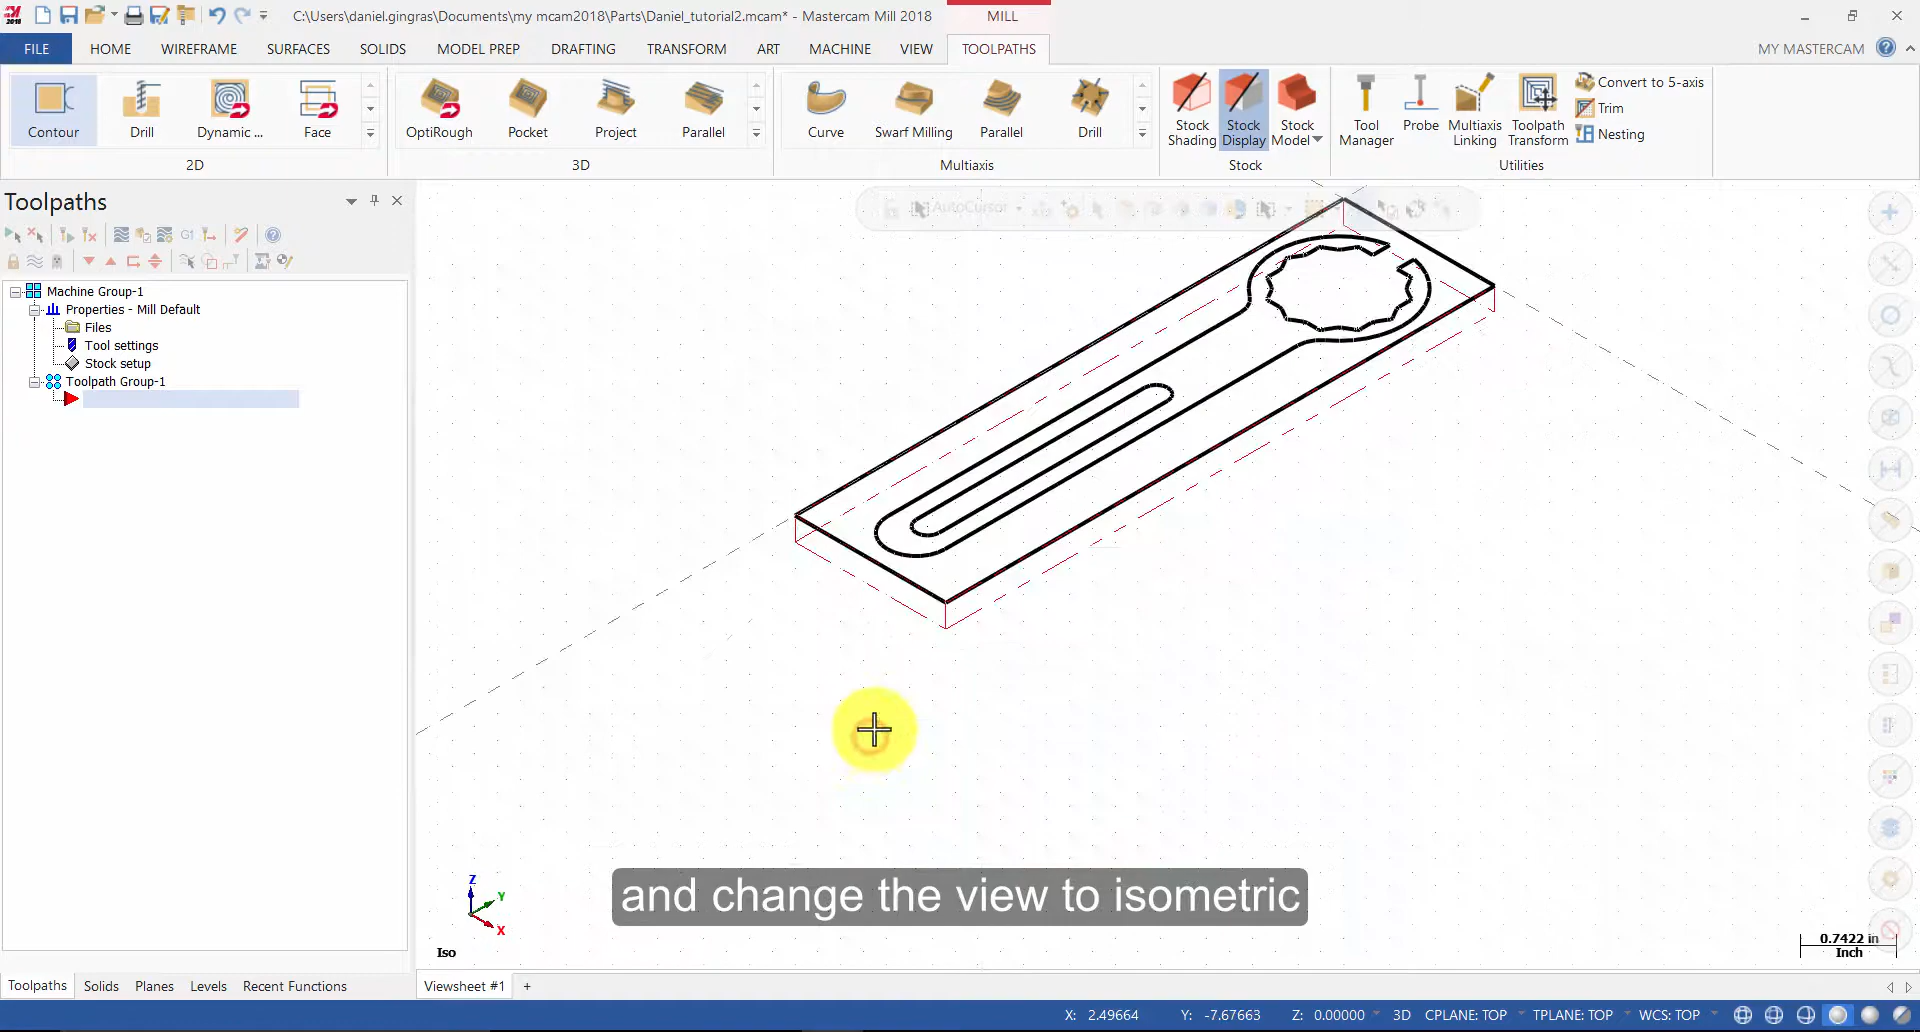 C:\Users\daniel.gingras\Documents\my mcam2018\Parts\Daniel_tutorial2.mcam* - Mastercam Mill 2018
MILL
FILE
HOME
WIREFRAME
SURFACES
SOLIDS
MODEL PREP
DRAFTING
TRANSFORM
ART
MACHINE
VIEW
TOOLPATHS
MY MASTERCAM
Contour
Drill
Dynamic ...
Face
2D
OptiRough
Pocket
Project
Parallel
3D
Curve
Swarf Milling
Parallel
Drill
Multiaxis
Stock
Shading
Stock
Display
Stock
Model
Stock
Tool
Manager
Probe
Multiaxis
Linking
Toolpath
Transform
Convert to 5-axis
Trim
Nesting
Utilities
Toolpaths
G1
AutoCursor
Machine Group-1
Properties - Mill Default
Files
Tool settings
Stock setup
Toolpath Group-1
and change the view to isometric
Z
Y
X
Iso
0.7422 in
Inch
Toolpaths
Solids
Planes
Levels
Recent Functions
Viewsheet #1
+
X: 2.49664
Y: -7.67663
Z: 0.00000
3D
CPLANE: TOP
TPLANE: TOP
WCS: TOP